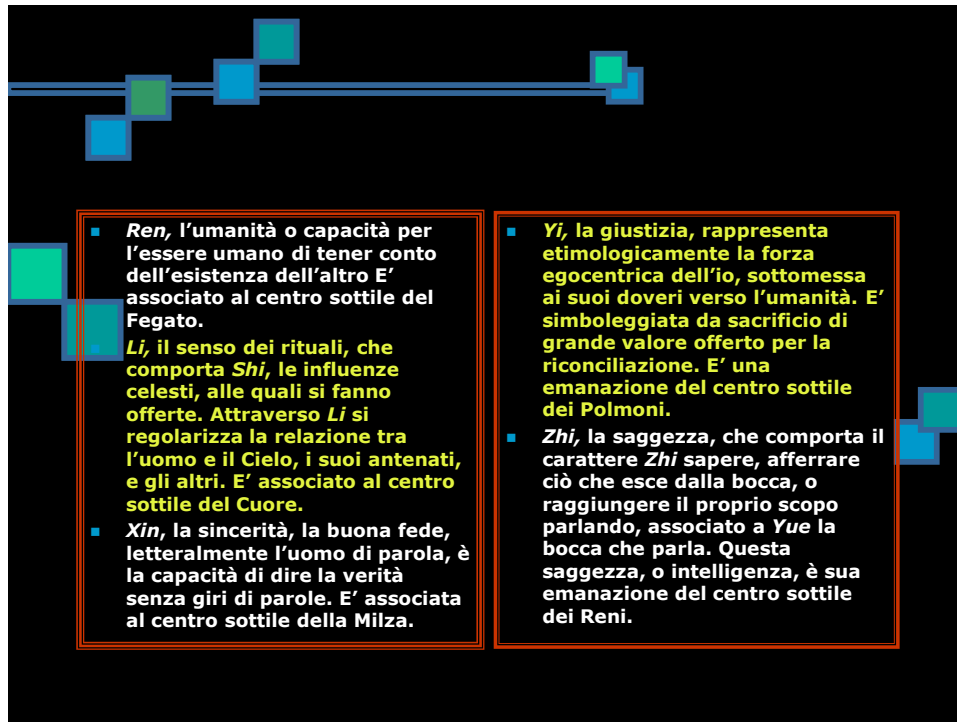 Ren, l’umanità o capacità per
l’essere umano di tener conto
dell’esistenza dell’altro E’
associato al centro sottile del
Fegato.
Li, il senso dei rituali, che
comporta Shi, le influenze
celesti, alle quali si fanno
offerte. Attraverso Li si
regolarizza la relazione tra
l’uomo e il Cielo, i suoi antenati,
e gli altri. E’ associato al centro
sottile del Cuore.
Xin, la sincerità, la buona fede,
letteralmente l’uomo di parola, è
la capacità di dire la verità
senza giri di parole. E’ associata
al centro sottile della Milza.
Yi, la giustizia, rappresenta
etimologicamente la forza
egocentrica dell’io, sottomessa
ai suoi doveri verso l’umanità. E’
simboleggiata da sacrificio di
grande valore offerto per la
riconciliazione. E’ una
emanazione del centro sottile
dei Polmoni.
Zhi, la saggezza, che comporta il
carattere Zhi sapere, afferrare
ciò che esce dalla bocca, o
raggiungere il proprio scopo
parlando, associato a Yue la
bocca che parla. Questa
saggezza, o intelligenza, è sua
emanazione del centro sottile
dei Reni.